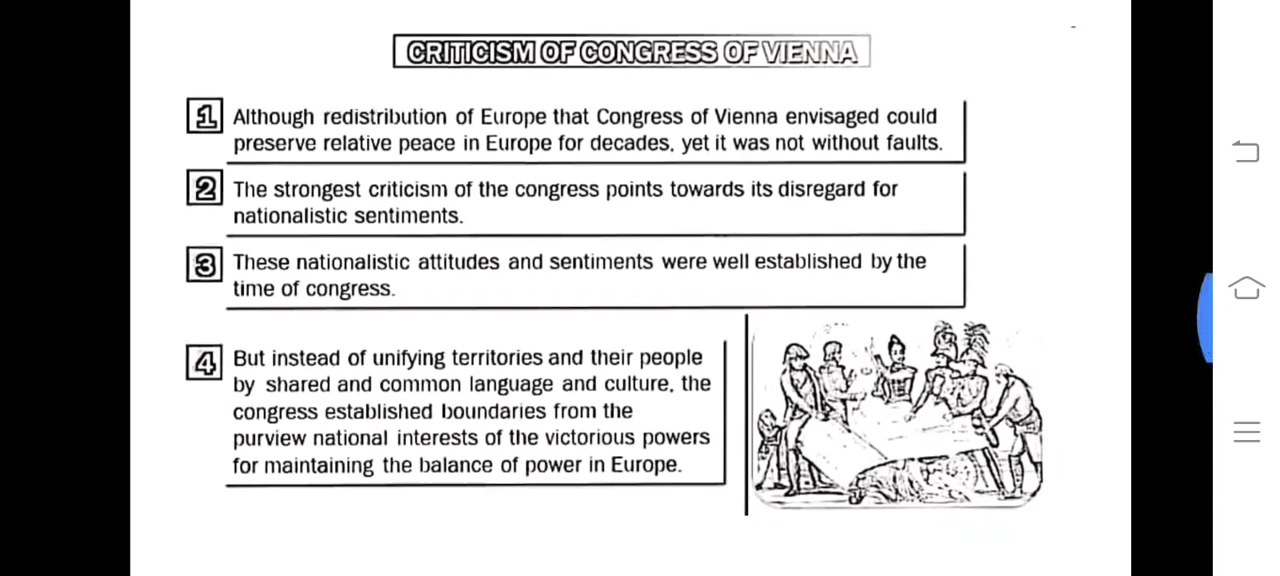 CRITICISM OF CONGRESS OF VIENNA
1 Although redistribution of Europe that Congress of Vienna envisaged could
preserve relative peace in Europe for decades, yet it was not without faults.
2 The strongest criticism of the congress points towards its disregard for
nationalistic sentiments.
3 These nationalistic attitudes and sentiments were well established by the
time of congress.
4 But instead of unifying territories and their people
by shared and common language and culture, the
congress established boundaries from the
purview national interests of the victorious powers
for maintaining the balance of power in Europe.